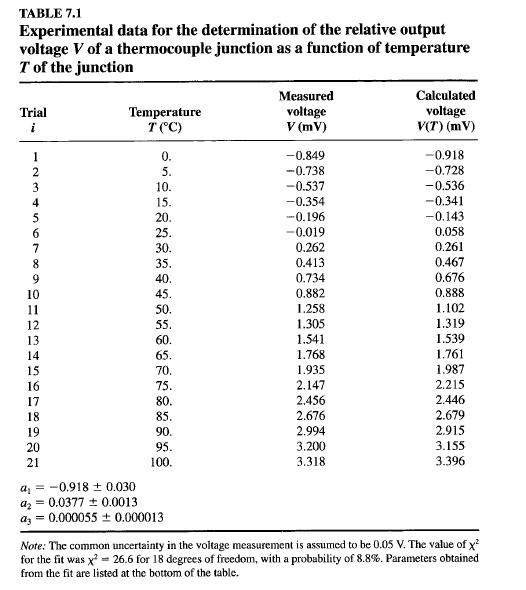 TABLE 7.1
Experimental data for the determination of the relative output
voltage V of a thermocouple junction as a function of temperature
T of the junction
Measured Calculated
Trial Temperature voltage voltage
i T (°C) V (mV) V(T) (mV)
1 0. −0.849 −0.918
2 5. −0.738 −0.728
3 10. −0.537 −0.536
4 15. −0.354 −0.341
5 20. −0.196 −0.143
6 25. −0.019 0.058
7 30. 0.262 0.261
8 35. 0.413 0.467
9 40. 0.734 0.676
10 45. 0.882 0.888
11 50. 1.258 1.102
12 55. 1.305 1.319
13 60. 1.541 1.539
14 65. 1.768 1.761
15 70. 1.935 1.987
16 75. 2.147 2.215
17 80. 2.456 2.446
18 85. 2.676 2.679
19 90. 2.994 2.915
20 95. 3.200 3.155
21 100. 3.318 3.396
a₁ = −0.918 ± 0.030
a₂ = 0.0377 ± 0.0013
a₃ = 0.000055 ± 0.000013
Note: The common uncertainty in the voltage measurement is assumed to be 0.05 V. The value of χ²
for the fit was χ² = 26.6 for 18 degrees of freedom, with a probability of 8.8%. Parameters obtained
from the fit are listed at the bottom of the table.